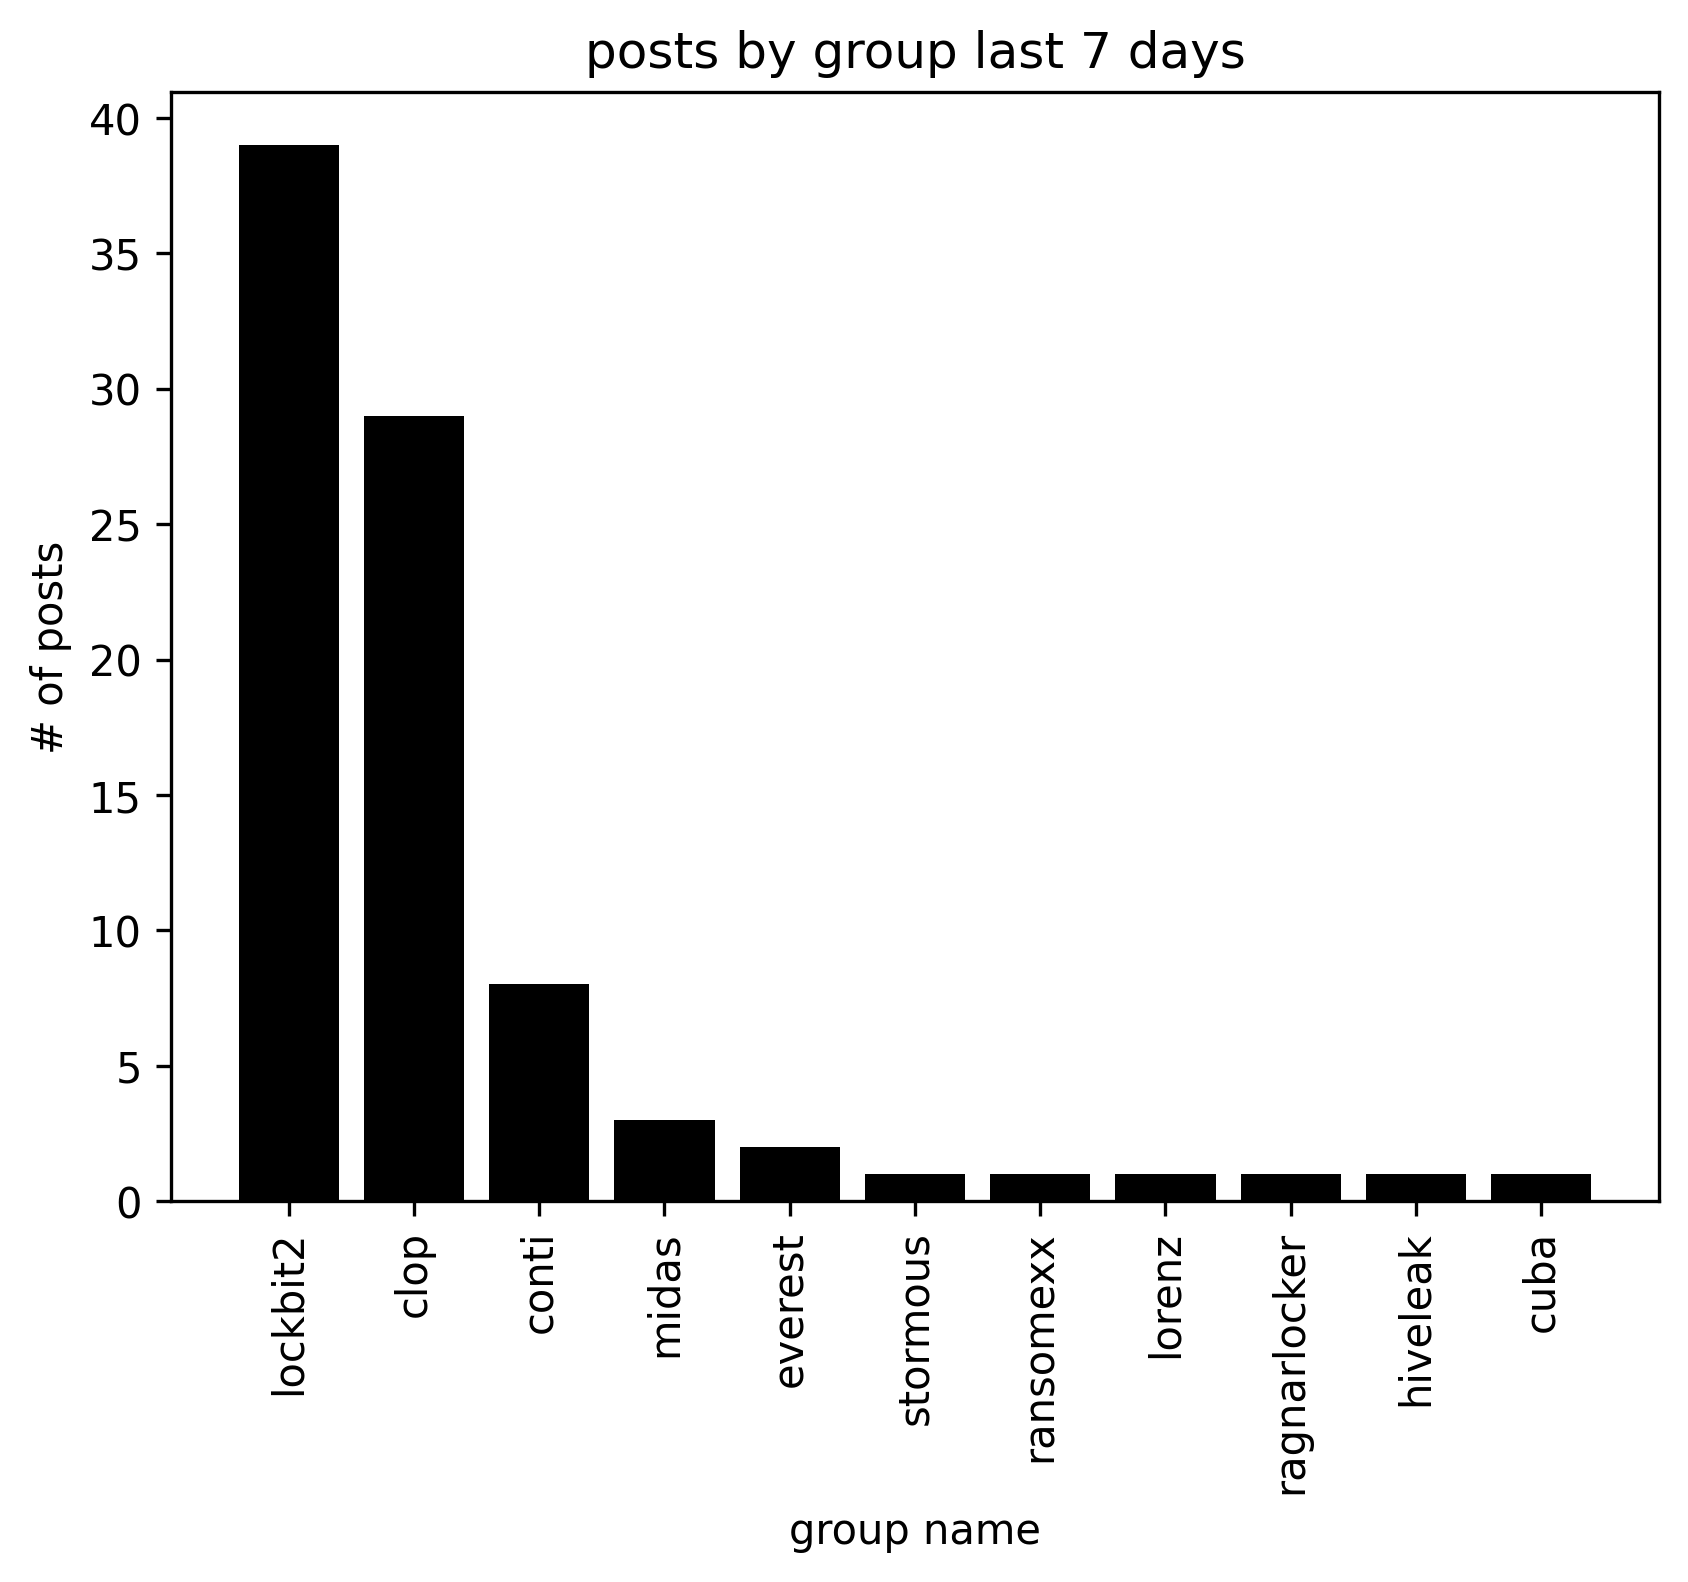 posts by group last 7 days
# of posts
40
35
30
25
20
15
10
5
0
lockbit2
clop
conti
midas
everest
stormous
ransomexx
lorenz
ragnarlocker
hiveleak
cuba
group name